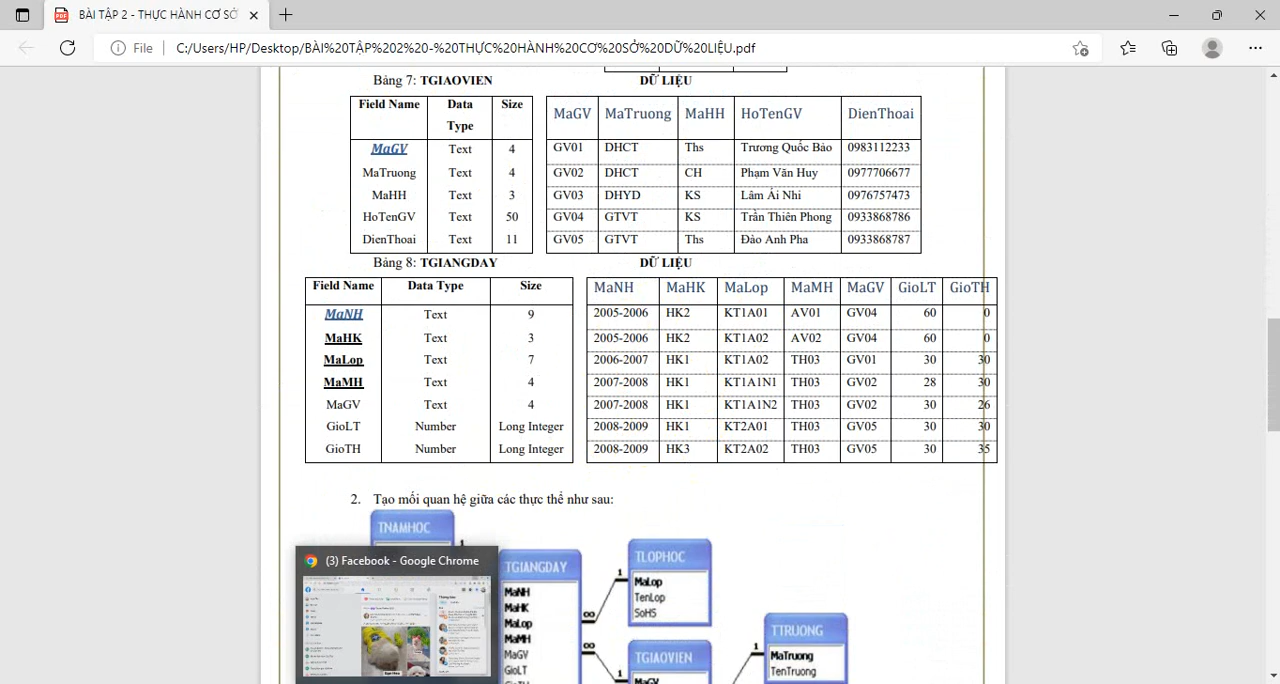 BÀI TẬP 2 - THỰC HÀNH CƠ SỞ
File
C:/Users/HP/Desktop/BÀI%20TẬP%202%20-%20THỰC%20HÀNH%20CƠ%20SỞ%20DỮ%20LIỆU.pdf
Bảng 7: TGIAOVIEN
DỮ LIỆU
Field Name Data Type Size
MaGV Text 4
MaTruong Text 4
MaHH Text 3
HoTenGV Text 50
DienThoai Text 11
MaGV MaTruong MaHH HoTenGV DienThoai
GV01 DHCT Ths Trương Quốc Bảo 0983112233
GV02 DHCT CH Phạm Văn Huy 0977706677
GV03 DHYD KS Lâm Ái Nhi 0976757473
GV04 GTVT KS Trần Thiên Phong 0933868786
GV05 GTVT Ths Đào Anh Pha 0933868787
Bảng 8: TGIANGDAY
DỮ LIỆU
Field Name Data Type Size
MaNH Text 9
MaHK Text 3
MaLop Text 7
MaMH Text 4
MaGV Text 4
GioLT Number Long Integer
GioTH Number Long Integer
MaNH MaHK MaLop MaMH MaGV GioLT GioTH
2005-2006 HK2 KT1A01 AV01 GV04 60 0
2005-2006 HK2 KT1A02 AV02 GV04 60 0
2006-2007 HK1 KT1A02 TH03 GV01 30 30
2007-2008 HK1 KT1A1N1 TH03 GV02 28 30
2007-2008 HK1 KT1A1N2 TH03 GV02 30 26
2008-2009 HK1 KT2A01 TH03 GV05 30 30
2008-2009 HK3 KT2A02 TH03 GV05 30 35
2. Tạo mối quan hệ giữa các thực thể như sau:
TNAMHOC
1
(3) Facebook - Google Chrome
TGIANGDAY
MaNH
MaHK
MaLop
MaMH
MaGV
GioLT
∞
∞
1
1
TLOPHOC
MaLop
TenLop
SoHS
TGIAOVIEN
MaGV
1
TTRUONG
MaTruong
TenTruong